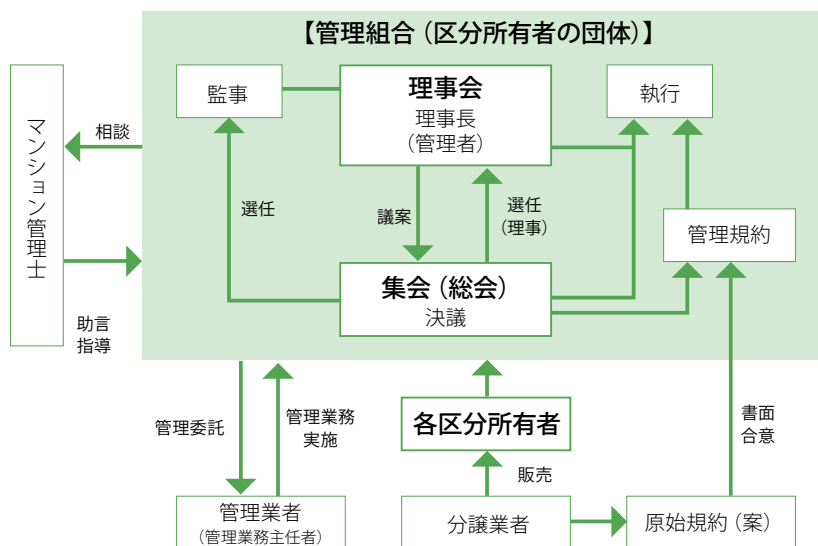 【管理組合（区分所有者の団体）】
監事
理事会
理事長
（管理者）
執行
マンション管理士
相談
選任
議案
選任
（理事）
管理規約
集会（総会）
決議
助言
指導
管理委託
管理業務
実施
各区分所有者
書面
合意
販売
管理業者
（管理業務主任者）
分譲業者
原始規約（案）